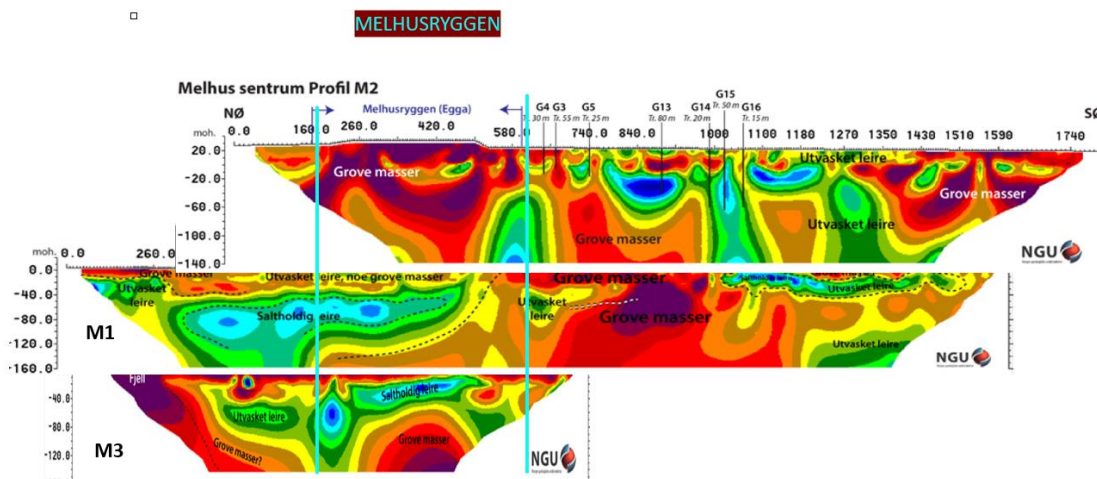 MELHUSRYGGEN
Melhus sentrum Profil M2
NØ Melhusryggen (Egga) G4 G3 G5 G13 G14 G15 G16 SØ
Tr. 30 m Tr. 55 m Tr. 25 m Tr. 80 m Tr. 20 m Tr. 50 m Tr. 15 m
moh. 0.0 160.0 260.0 420.0 580.0 740.0 840.0 1000 1100 1180 1270 1350 1430 1510 1590 1740
20.0
-20.0
-60.0
-100.0
-140.0
Grove masser
Utvasket leire
Grove masser
Grove masser
Utvasket leire
NGU
moh. 0.0 260.0
0.0
-40.0
-80.0
-120.0
-160.0
M1
Grove masser
Utvasket leire, noe grove masser
Utvasket leire
Saltholdig leire
Grove masser
Utvasket leire
Grove masser
Utvasket leire
Utvasket leire
NGU
-40.0
-80.0
-120.0
M3
Fjell
Utvasket leire
Saltholdig leire
Grove masser?
Grove masser
NGU